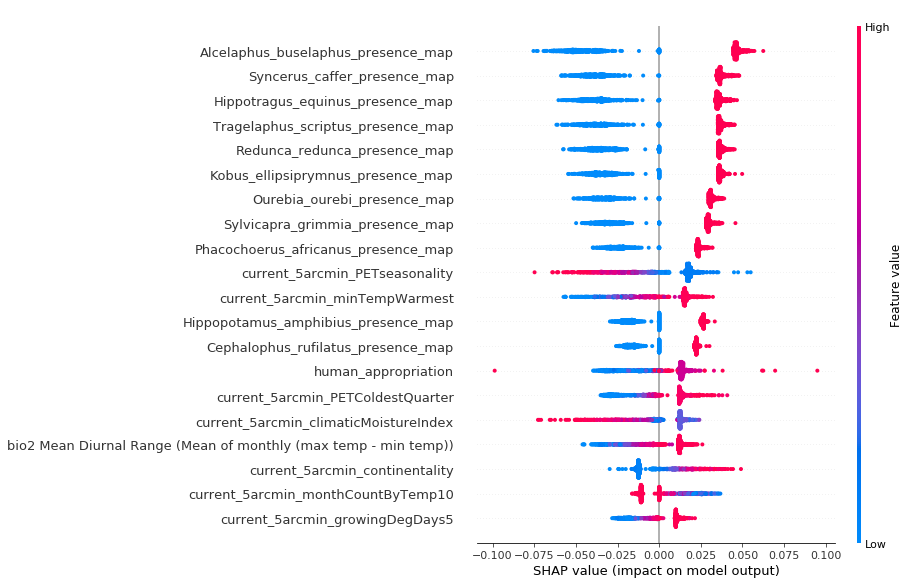 High
Alcelaphus_buselaphus_presence_map
Syncerus_caffer_presence_map
Hippotragus_equinus_presence_map
Tragelaphus_scriptus_presence_map
Redunca_redunca_presence_map
Kobus_ellipsiprymnus_presence_map
Ourebia_ourebi_presence_map
Sylvicapra_grimmia_presence_map
Phacochoerus_africanus_presence_map
current_5arcmin_PETseasonality
current_5arcmin_minTempWarmest
Hippopotamus_amphibius_presence_map
Cephalophus_rufilatus_presence_map
human_appropriation
current_5arcmin_PETColdestQuarter
current_5arcmin_climaticMoistureIndex
bio2 Mean Diurnal Range (Mean of monthly (max temp - min temp))
current_5arcmin_continentality
current_5arcmin_monthCountByTemp10
current_5arcmin_growingDegDays5
Feature value
Low
−0.100 −0.075 −0.050 −0.025 0.000 0.025 0.050 0.075 0.100
SHAP value (impact on model output)